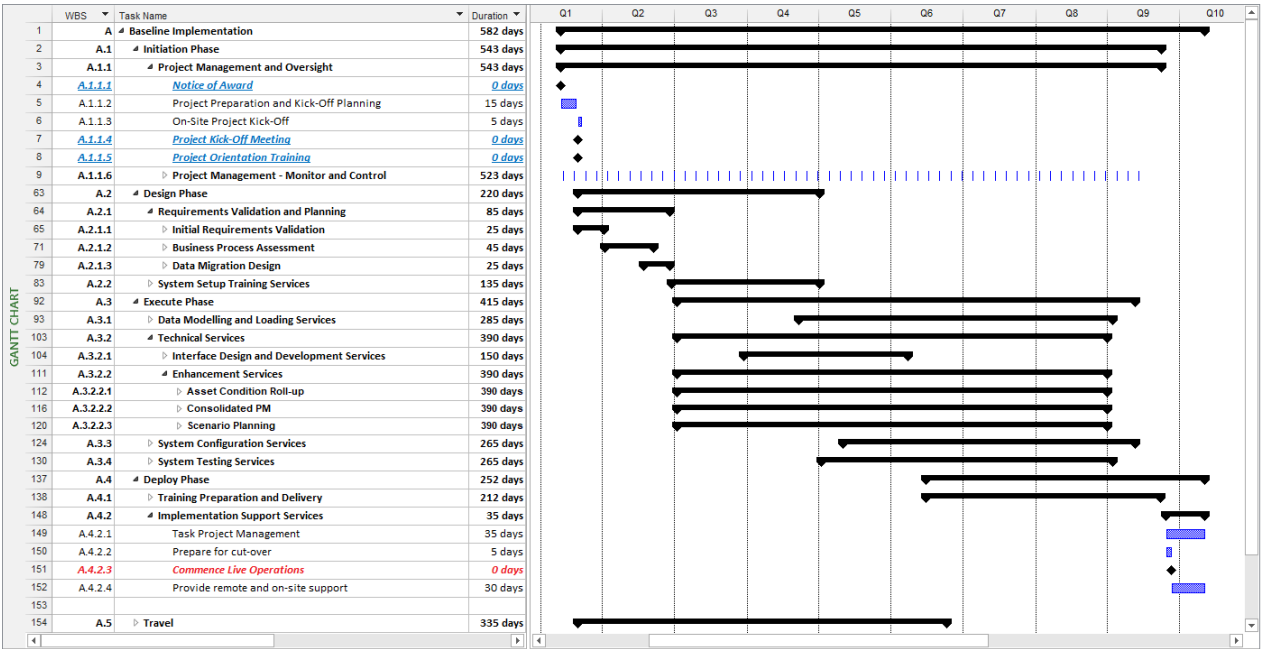 WBS Task Name Duration Q1 Q2 Q3 Q4 Q5 Q6 Q7 Q8 Q9 Q10
1 A Baseline Implementation 582 days
2 A.1 Initiation Phase 543 days
3 A.1.1 Project Management and Oversight 543 days
4 A.1.1.1 Notice of Award 0 days
5 A.1.1.2 Project Preparation and Kick-Off Planning 15 days
6 A.1.1.3 On-Site Project Kick-Off 5 days
7 A.1.1.4 Project Kick-Off Meeting 0 days
8 A.1.1.5 Project Orientation Training 0 days
9 A.1.1.6 Project Management - Monitor and Control 523 days
63 A.2 Design Phase 220 days
64 A.2.1 Requirements Validation and Planning 85 days
65 A.2.1.1 Initial Requirements Validation 25 days
71 A.2.1.2 Business Process Assessment 45 days
79 A.2.1.3 Data Migration Design 25 days
83 A.2.2 System Setup Training Services 135 days
92 A.3 Execute Phase 415 days
93 A.3.1 Data Modelling and Loading Services 285 days
103 A.3.2 Technical Services 390 days
104 A.3.2.1 Interface Design and Development Services 150 days
111 A.3.2.2 Enhancement Services 390 days
112 A.3.2.2.1 Asset Condition Roll-up 390 days
116 A.3.2.2.2 Consolidated PM 390 days
120 A.3.2.2.3 Scenario Planning 390 days
124 A.3.3 System Configuration Services 265 days
130 A.3.4 System Testing Services 265 days
137 A.4 Deploy Phase 252 days
138 A.4.1 Training Preparation and Delivery 212 days
148 A.4.2 Implementation Support Services 35 days
149 A.4.2.1 Task Project Management 35 days
150 A.4.2.2 Prepare for cut-over 5 days
151 A.4.2.3 Commence Live Operations 0 days
152 A.4.2.4 Provide remote and on-site support 30 days
153
154 A.5 Travel 335 days
GANTT CHART